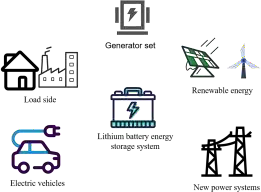 Generator set
Load side
Renewable energy
Lithium battery energy
storage system
Electric vehicles
New power systems